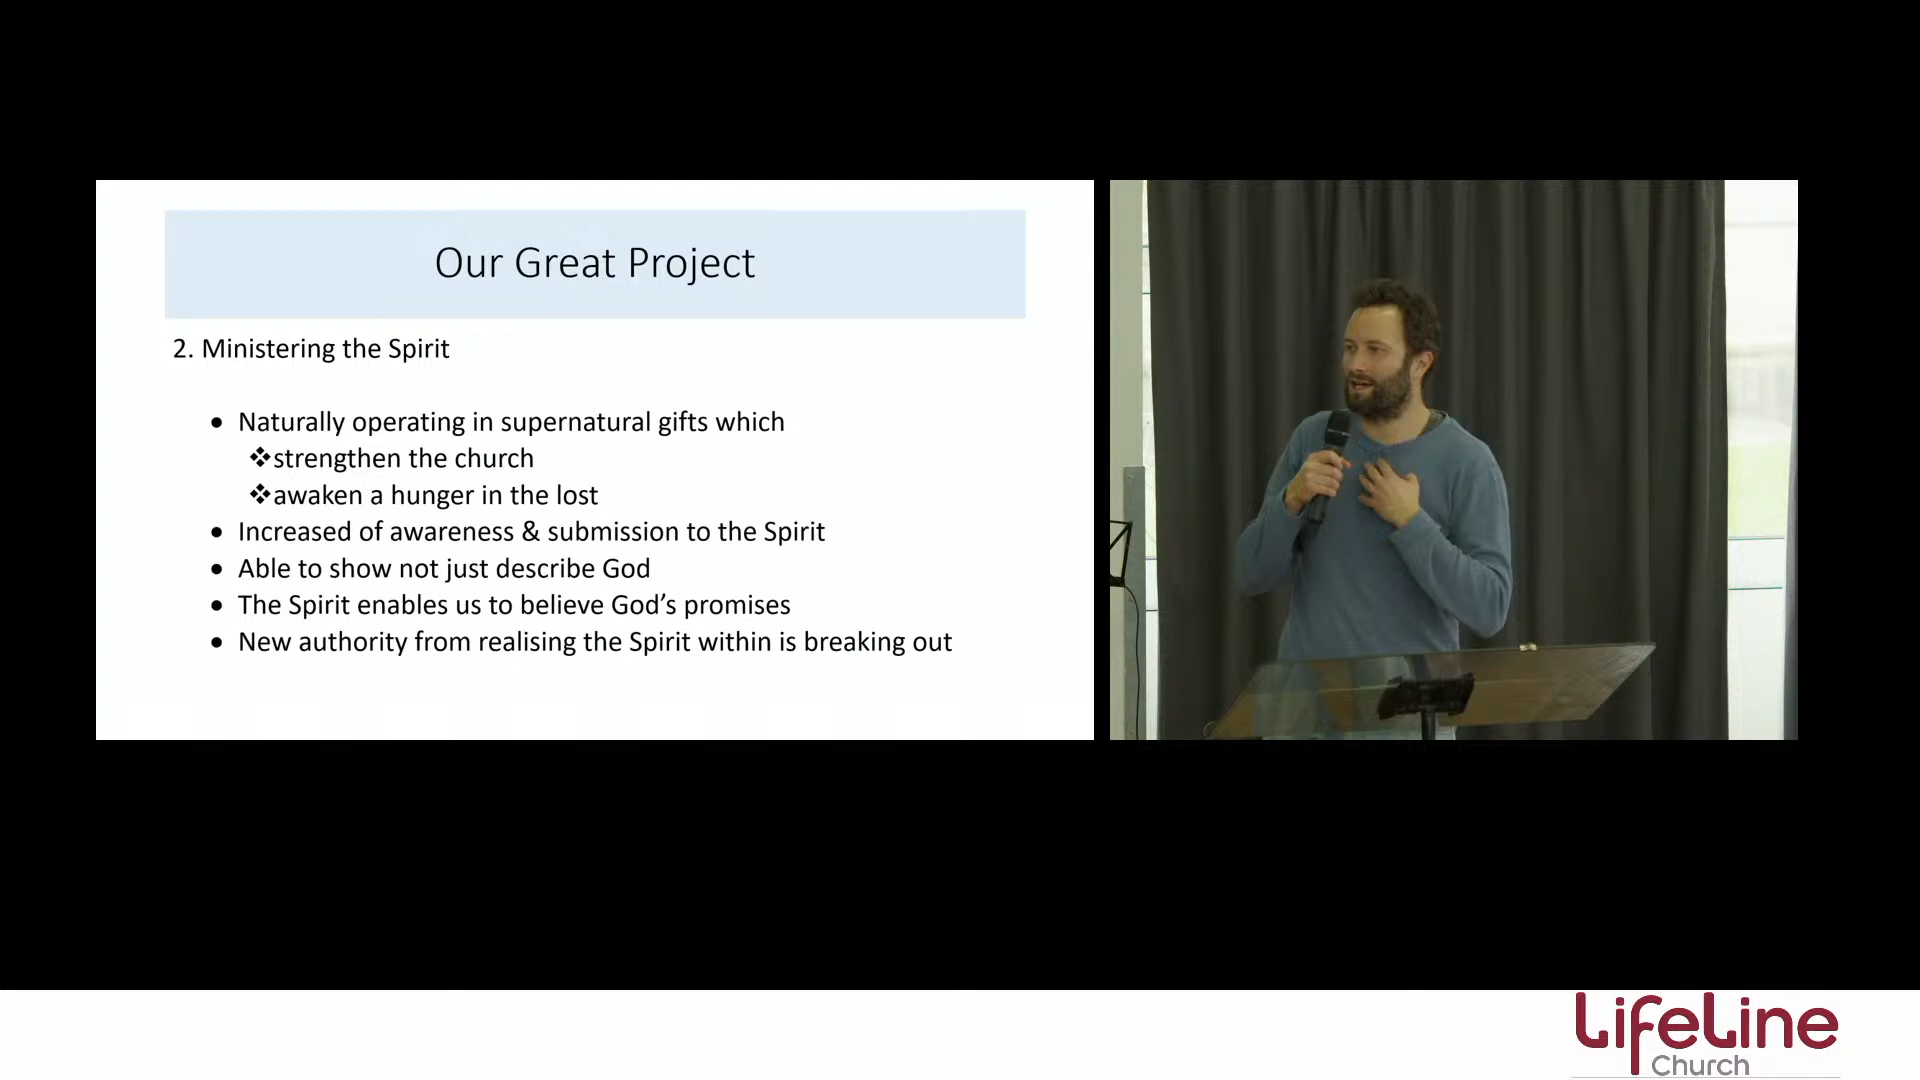 Our Great Project
2. Ministering the Spirit
• Naturally operating in supernatural gifts which
❖strengthen the church
❖awaken a hunger in the lost
• Increased of awareness & submission to the Spirit
• Able to show not just describe God
• The Spirit enables us to believe God’s promises
• New authority from realising the Spirit within is breaking out
LifeLine
Church